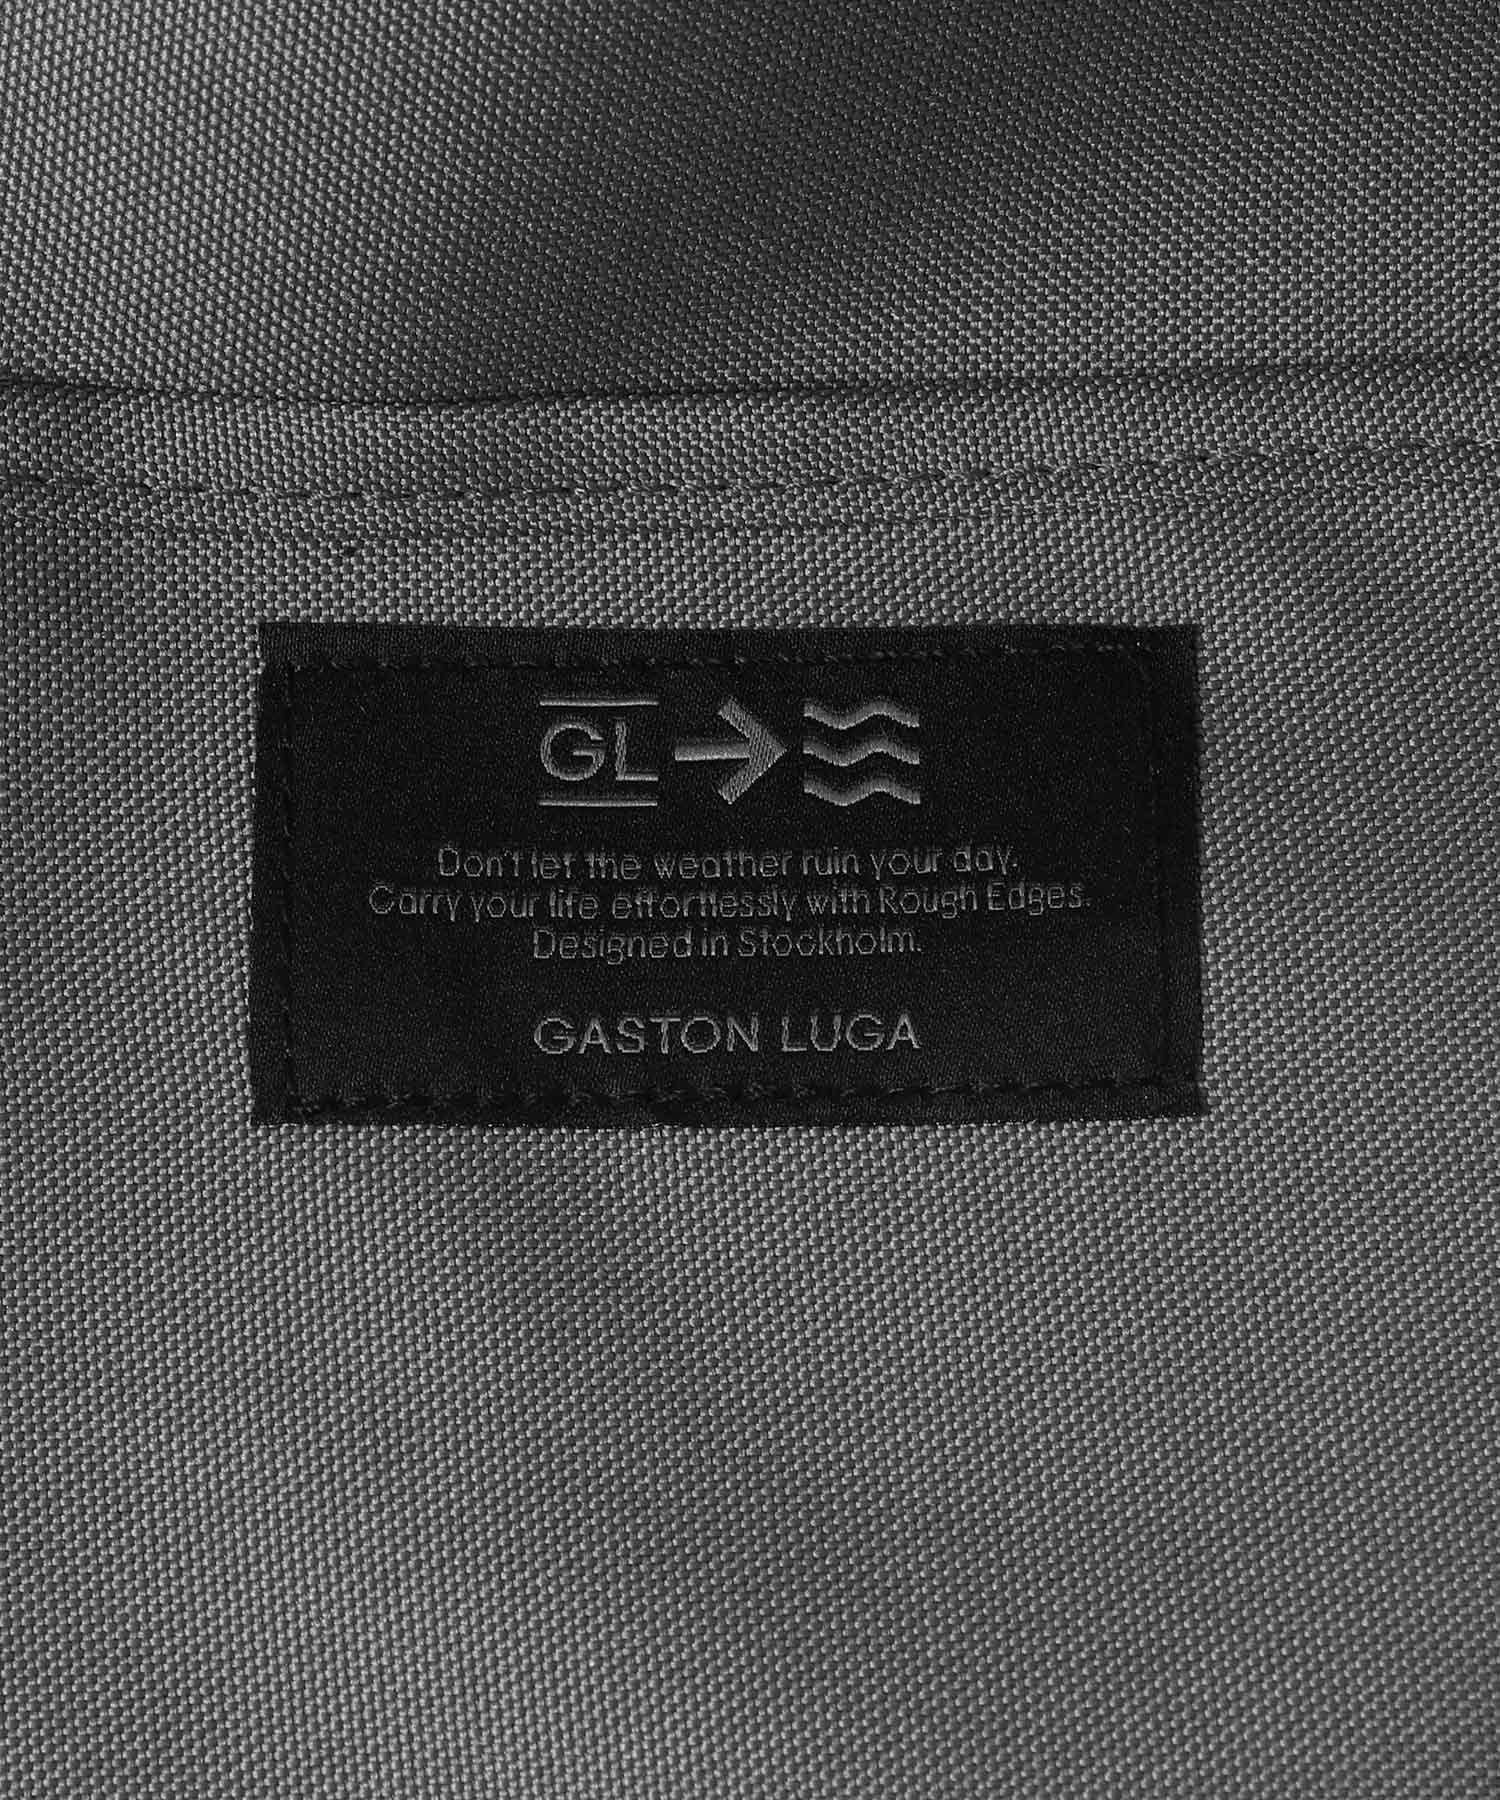 GL
Don't let the weather ruin your day.
Carry your life effortlessly with Rough Edges.
Designed in Stockholm.
GASTON LUGA